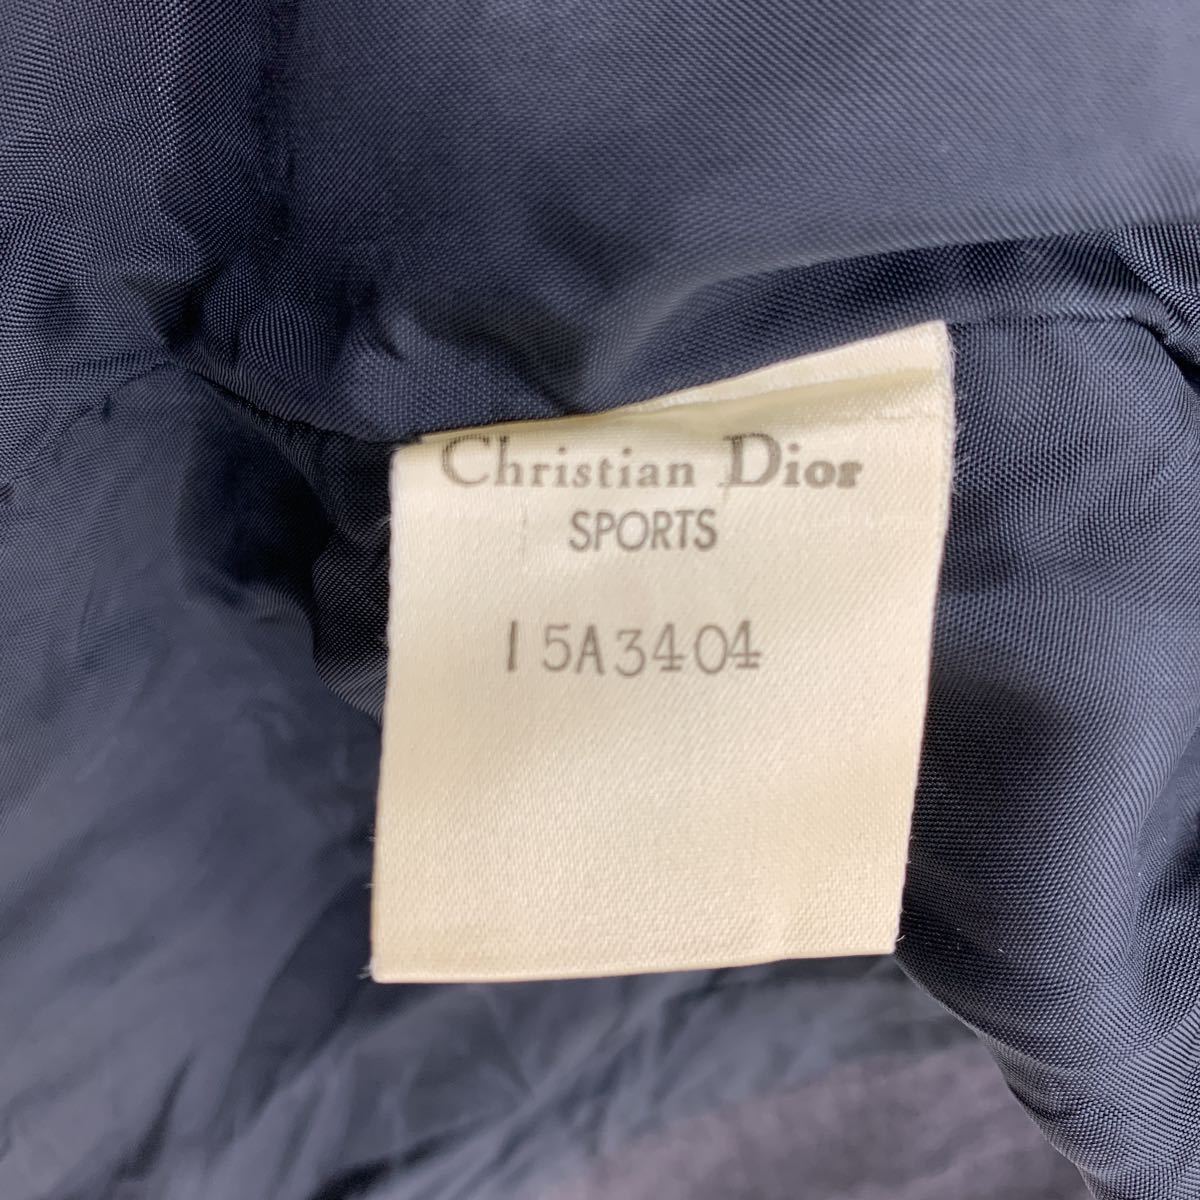 Christian Dior
SPORTS
15A3404